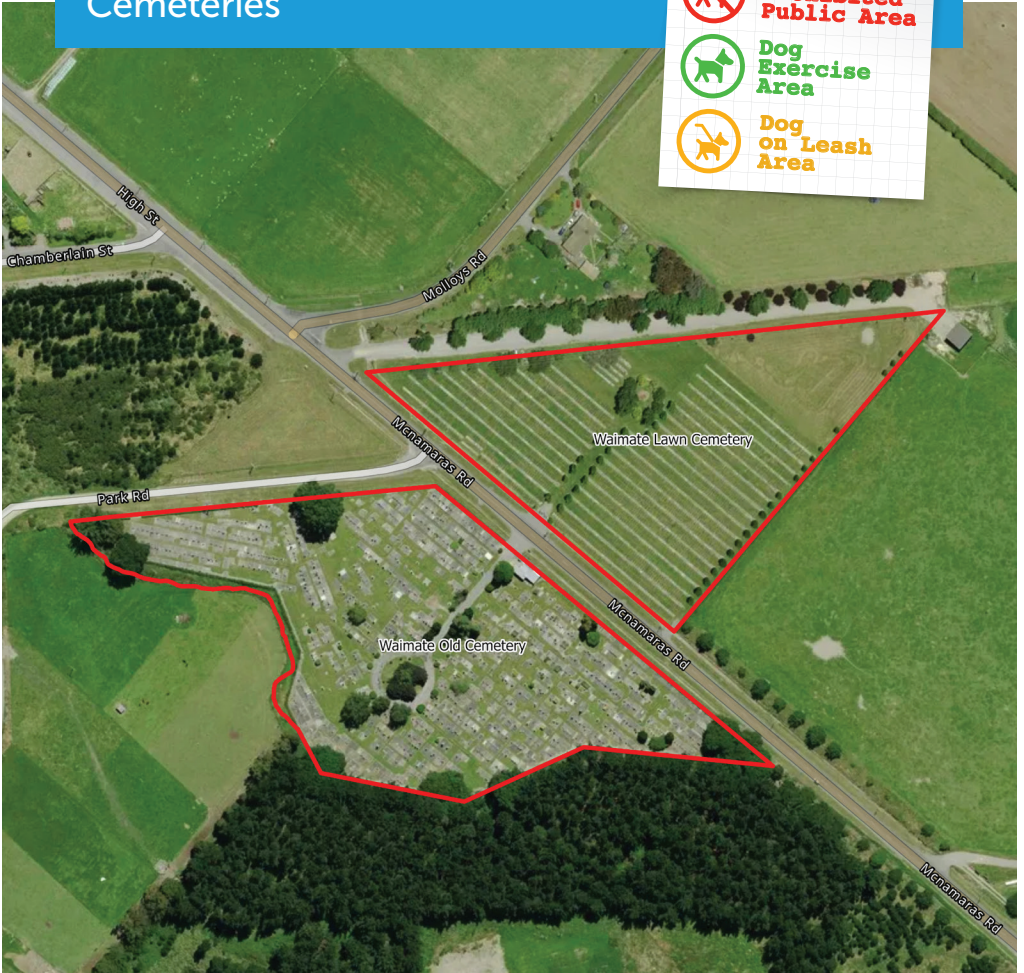 Cemeteries
Public Area
Dog
Exercise
Area
Dog
on Leash
Area
High St
Chamberlain St
Molloys Rd
Mcnamaras Rd
Waimate Lawn Cemetery
Park Rd
Mcnamaras Rd
Waimate Old Cemetery
Mcnamaras Rd